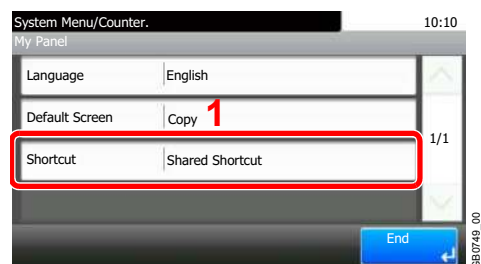 System Menu/Counter. 10:10
My Panel
Language English
Default Screen Copy 1
1/1
Shortcut Shared Shortcut
End